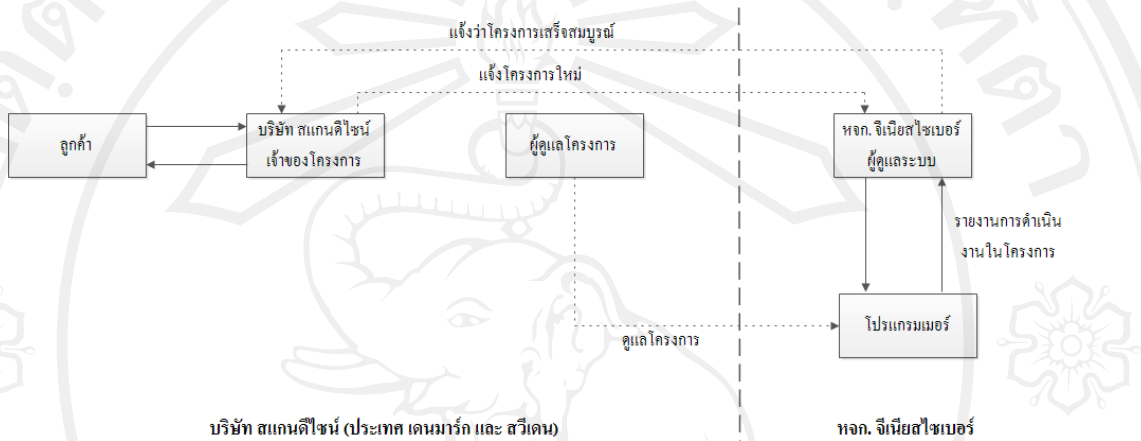 แจ้งว่าโครงการเสร็จสมบูรณ์
แจ้งโครงการใหม่
ลูกค้า
บริษัท สแกนดีไซน์
เจ้าของโครงการ
ผู้ดูแลโครงการ
หจก. จีเนียสไซเบอร์
ผู้ดูแลระบบ
รายงานการดำเนิน
งานในโครงการ
โปรแกรมเมอร์
ดูแลโครงการ
บริษัท สแกนดีไซน์ (ประเทศ เดนมาร์ก และ สวีเดน)
หจก. จีเนียสไซเบอร์